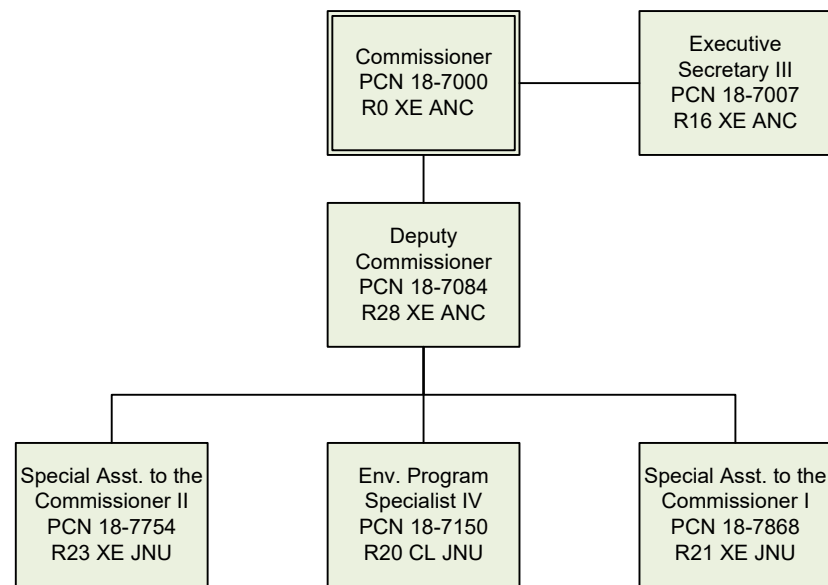 Commissioner
PCN 18-7000
R0 XE ANC
Executive
Secretary III
PCN 18-7007
R16 XE ANC
Deputy
Commissioner
PCN 18-7084
R28 XE ANC
Special Asst. to the
Commissioner II
PCN 18-7754
R23 XE JNU
Env. Program
Specialist IV
PCN 18-7150
R20 CL JNU
Special Asst. to the
Commissioner I
PCN 18-7868
R21 XE JNU